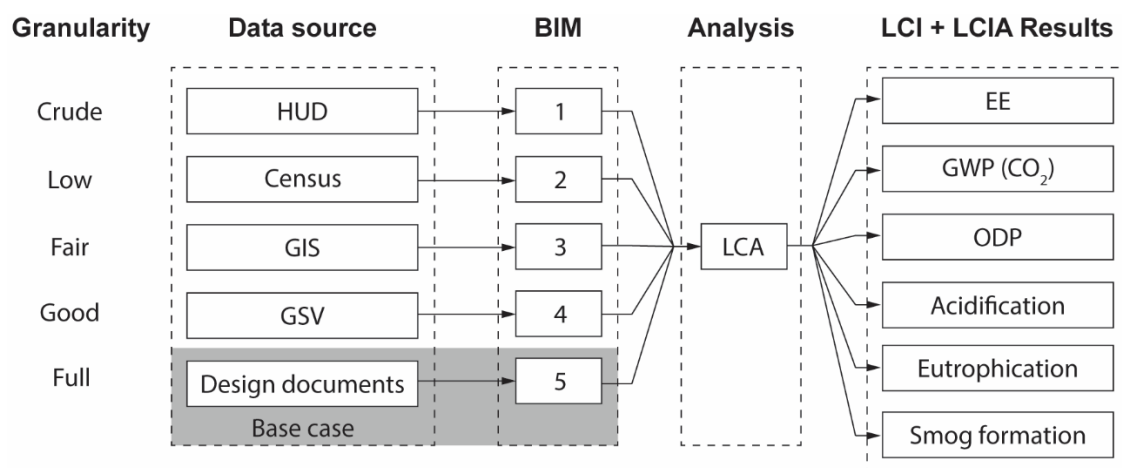 Granularity Data source BIM Analysis LCI + LCIA Results
Crude HUD 1 EE
Low Census 2 GWP (CO₂)
Fair GIS 3 LCA ODP
Good GSV 4 Acidification
Full Design documents 5 Eutrophication
Base case Smog formation